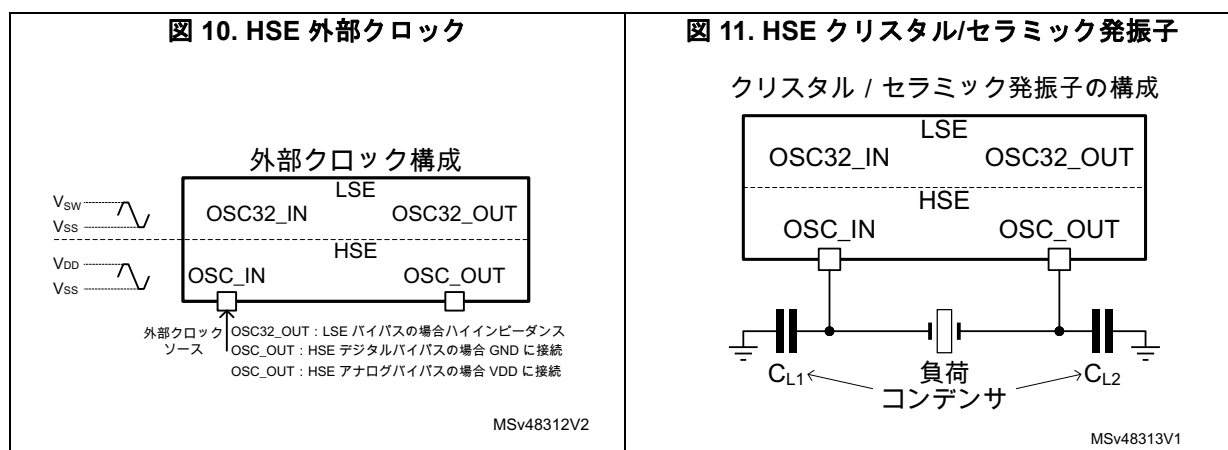 図 10. HSE 外部クロック
外部クロック構成
LSE
OSC32_IN OSC32_OUT
VSW
VSS
HSE
VDD
VSS
OSC_IN OSC_OUT
外部クロック
ソース
OSC32_OUT：LSE バイパスの場合ハイインピーダンス
OSC_OUT：HSE デジタルバイパスの場合 GND に接続
OSC_OUT：HSE アナログバイパスの場合 VDD に接続
MSv48312V2
図 11. HSE クリスタル/セラミック発振子
クリスタル / セラミック発振子の構成
LSE
OSC32_IN OSC32_OUT
HSE
OSC_IN OSC_OUT
CL1 負荷 CL2
コンデンサ
MSv48313V1